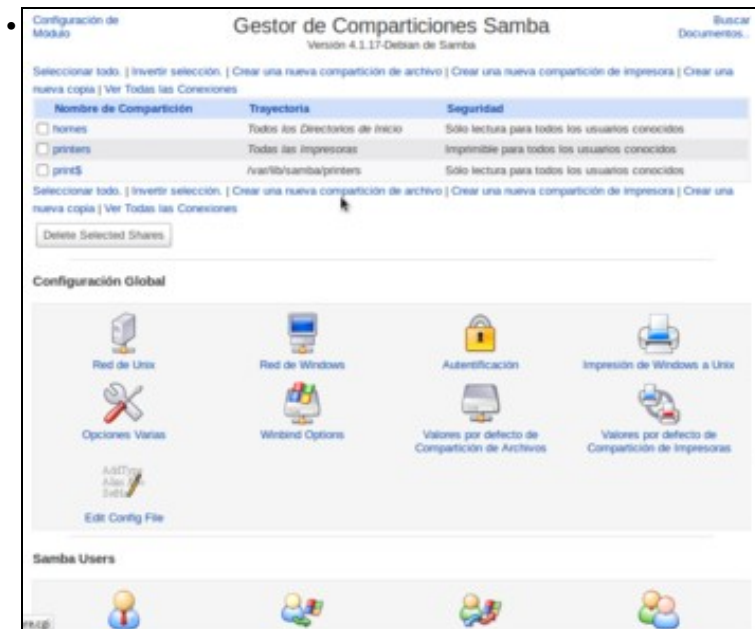 Configuración de
Módulo
Gestor de Comparticiones Samba
Versión 4.1.17-Debian de Samba
Buscar
Documentos..
Seleccionar todo. | Invertir selección. | Crear una nueva compartición de archivo | Crear una nueva compartición de impresora | Crear una
nueva copia | Ver Todas las Conexiones
Nombre de Compartición Trayectoria Seguridad
homes Todos los Directorios de Inicio Sólo lectura para todos los usuarios conocidos
printers Todas las Impresoras Imprimible para todos los usuarios conocidos
print$ /var/lib/samba/printers Sólo lectura para todos los usuarios conocidos
Seleccionar todo. | Invertir selección. | Crear una nueva compartición de archivo | Crear una nueva compartición de impresora | Crear una
nueva copia | Ver Todas las Conexiones
Delete Selected Shares
Configuración Global
Red de Unix Red de Windows Autentificación Impresión de Windows a Unix
Opciones Varias Winbind Options Valores por defecto de Compartición de Archivos Valores por defecto de Compartición de Impresoras
Edit Config File
Samba Users
re.cgi